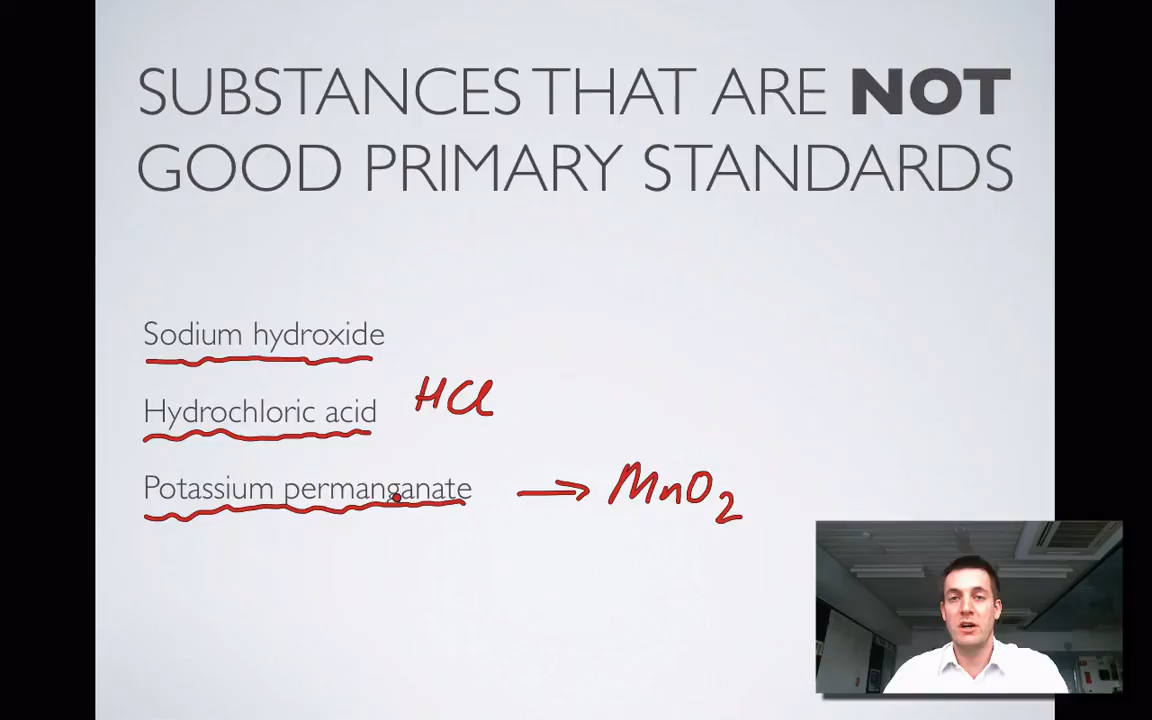 SUBSTANCES THAT ARE NOT
GOOD PRIMARY STANDARDS
Sodium hydroxide
Hydrochloric acid HCl
Potassium permanganate → MnO2